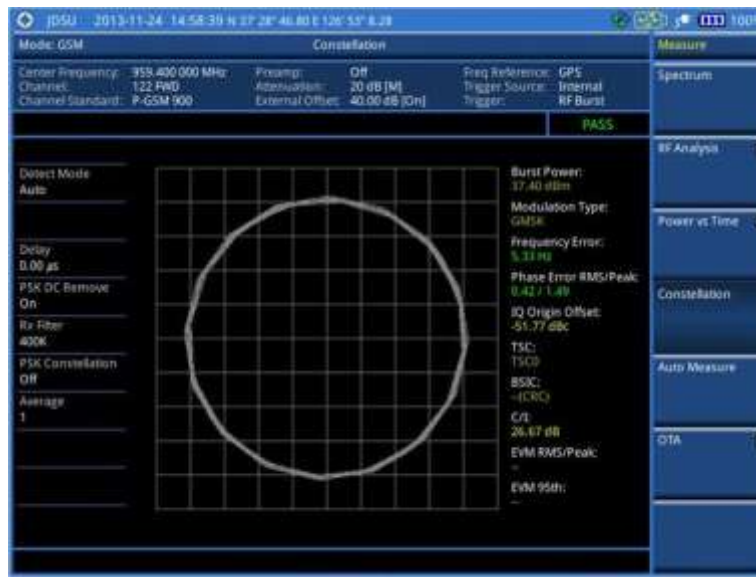 JDSU 2013-11-24 14:58:39 N 37° 28' 46.80 E 126° 53' 8.28 100%
Mode: GSM Constellation Measure
Center Frequency: 959.400 000 MHz Preamp: Off Freq Reference: GPS
Channel: 122 FWD Attenuation: 20 dB [M] Trigger Source: Internal
Channel Standard: P-GSM 900 External Offset: 40.00 dB [On] Trigger: RF Burst
Spectrum
PASS
RF Analysis
Power vs Time
Constellation
Auto Measure
OTA
Detect Mode
Auto
Delay
0.00 µs
PSK DC Remove
On
Rx Filter
400K
PSK Constellation
Off
Average
1
Burst Power:
37.40 dBm
Modulation Type:
GMSK
Frequency Error:
5.33 Hz
Phase Error RMS/Peak:
0.42 / 1.49
IQ Origin Offset:
-51.77 dBc
TSC:
TSC0
BSIC:
--(CRC)
C/I:
26.67 dB
EVM RMS/Peak:
--
EVM 95th:
--